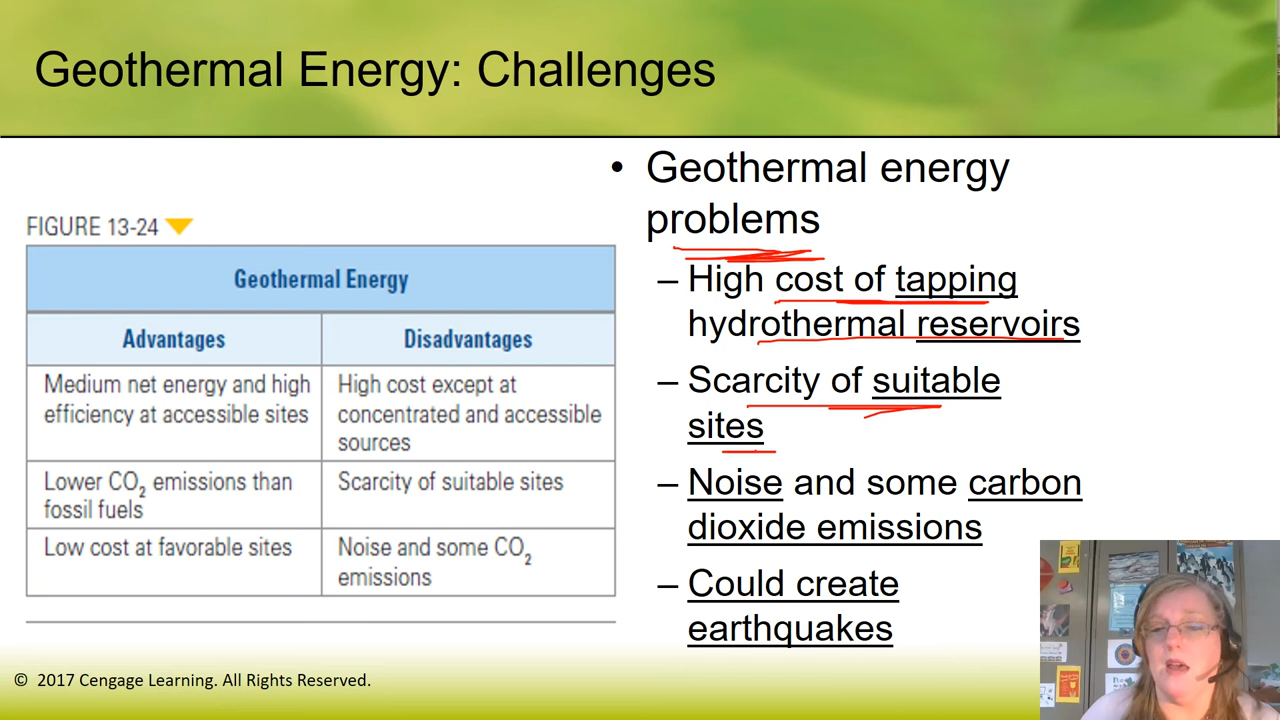 Geothermal Energy: Challenges
FIGURE 13-24
Geothermal Energy
Advantages
Disadvantages
Medium net energy and high
efficiency at accessible sites
High cost except at
concentrated and accessible
sources
Lower CO₂ emissions than
fossil fuels
Scarcity of suitable sites
Low cost at favorable sites
Noise and some CO₂
emissions
• Geothermal energy
problems
– High cost of tapping
hydrothermal reservoirs
– Scarcity of suitable
sites
– Noise and some carbon
dioxide emissions
– Could create
earthquakes
© 2017 Cengage Learning. All Rights Reserved.